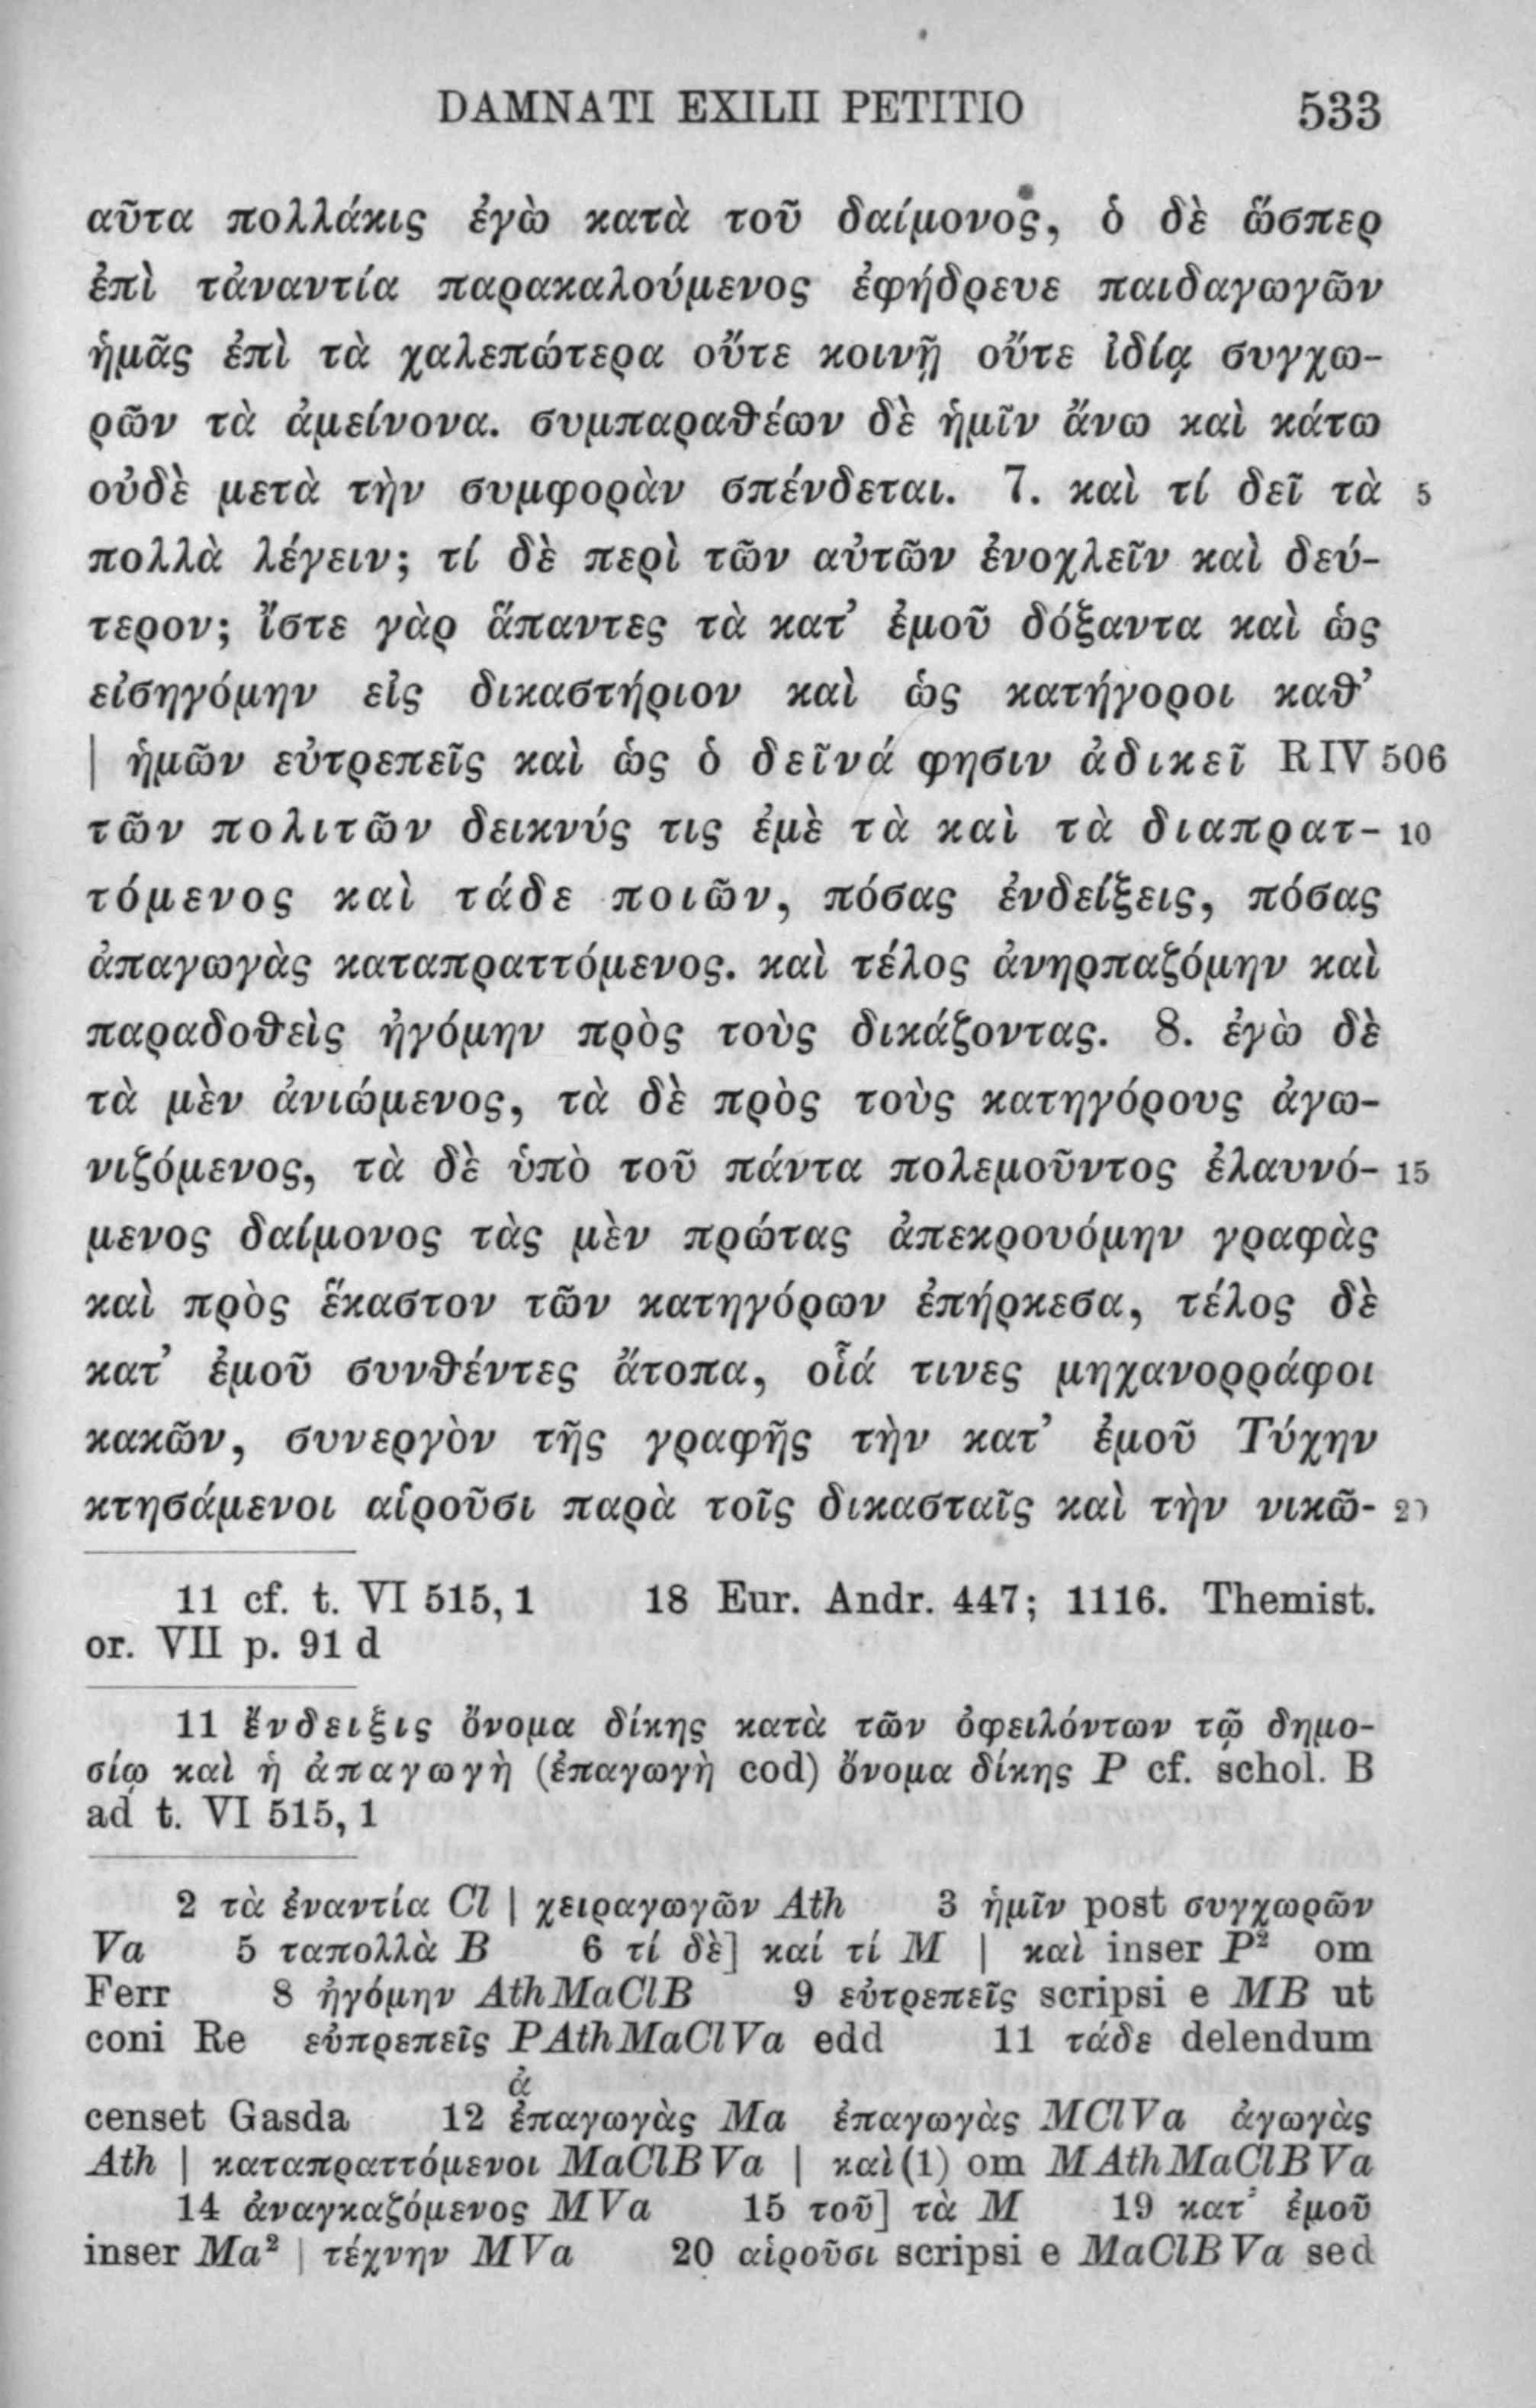 DAMNATI EXILII PETITIO 533
αὗτα πολλάκις ἐγὼ κατὰ τοῦ δαίμονος, ὁ δὲ ὥσπερ
ἐπὶ τἀναντία παρακαλούμενος ἐφήδρευε παιδαγωγῶν
ἡμᾶς ἐπὶ τὰ χαλεπώτερα οὔτε κοινῇ οὔτε ἰδίᾳ συγχω-
ρῶν τὰ ἀμείνονα. συμπαραθέων δὲ ἡμῖν ἄνω καὶ κάτω
οὐδὲ μετὰ τὴν συμφορὰν σπένδεται. 7. καὶ τί δεῖ τὰ 5
πολλὰ λέγειν; τί δὲ περὶ τῶν αὐτῶν ἐνοχλεῖν καὶ δεύ-
τερον; ἴστε γὰρ ἅπαντες τὰ κατ’ ἐμοῦ δόξαντα καὶ ὡς
εἰσηγόμην εἰς δικαστήριον καὶ ὡς κατήγοροι καθ’
| ἡμῶν εὐτρεπεῖς καὶ ὡς ὁ δεῖνά φησιν ἀδικεῖ R IV 506
τῶν πολιτῶν δεικνύς τις ἐμὲ τὰ καὶ τὰ διαπρατ- 10
τόμενος καὶ τάδε ποιῶν, πόσας ἐνδείξεις, πόσας
ἀπαγωγὰς καταπραττόμενος. καὶ τέλος ἀνηρπαζόμην καὶ
παραδοθεὶς ἠγόμην πρὸς τοὺς δικάζοντας. 8. ἐγὼ δὲ
τὰ μὲν ἀνιώμενος, τὰ δὲ πρὸς τοὺς κατηγόρους ἀγω-
νιζόμενος, τὰ δὲ ὑπὸ τοῦ πάντα πολεμοῦντος ἐλαυνό- 15
μενος δαίμονος τὰς μὲν πρώτας ἀπεκρουόμην γραφὰς
καὶ πρὸς ἕκαστον τῶν κατηγόρων ἐπήρκεσα, τέλος δὲ
κατ’ ἐμοῦ συνθέντες ἄτοπα, οἷά τινες μηχανορράφοι
κακῶν, συνεργὸν τῆς γραφῆς τὴν κατ’ ἐμοῦ Τύχην
κτησάμενοι αἱροῦσι παρὰ τοῖς δικασταῖς καὶ τὴν νικῶ- 20
11 cf. t. VI 515, 1 18 Eur. Andr. 447; 1116. Themist.
or. VII p. 91 d
11 ἔνδειξις ὄνομα δίκης κατὰ τῶν ὀφειλόντων τῷ δημο-
σίῳ καὶ ἡ ἀπαγωγὴ (ἐπαγωγὴ cod) ὄνομα δίκης P cf. schol. B
ad t. VI 515, 1
2 τὰ ἐναντία Cl | χειραγωγῶν Ath 3 ἡμῖν post συγχωρῶν
Va 5 ταπολλὰ B 6 τί δὲ] καί τί M | καὶ inser P² om
Ferr 8 ἠγόμην AthMaClB 9 εὐτρεπεῖς scripsi e MB ut
coni Re εὐπρεπεῖς PAthMaClVa edd 11 τάδε delendum
ἀ
censet Gasda 12 ἐπαγωγὰς Ma ἐπαγωγὰς MClVa ἀγωγὰς
Ath | καταπραττόμενοι MaClBVa | καὶ(1) om MAthMaClBVa
14 ἀναγκαζόμενος MVa 15 τοῦ] τὰ M 19 κατ’ ἐμοῦ
inser Ma² | τέχνην MVa 20 αἱροῦσι scripsi e MaClBVa sed